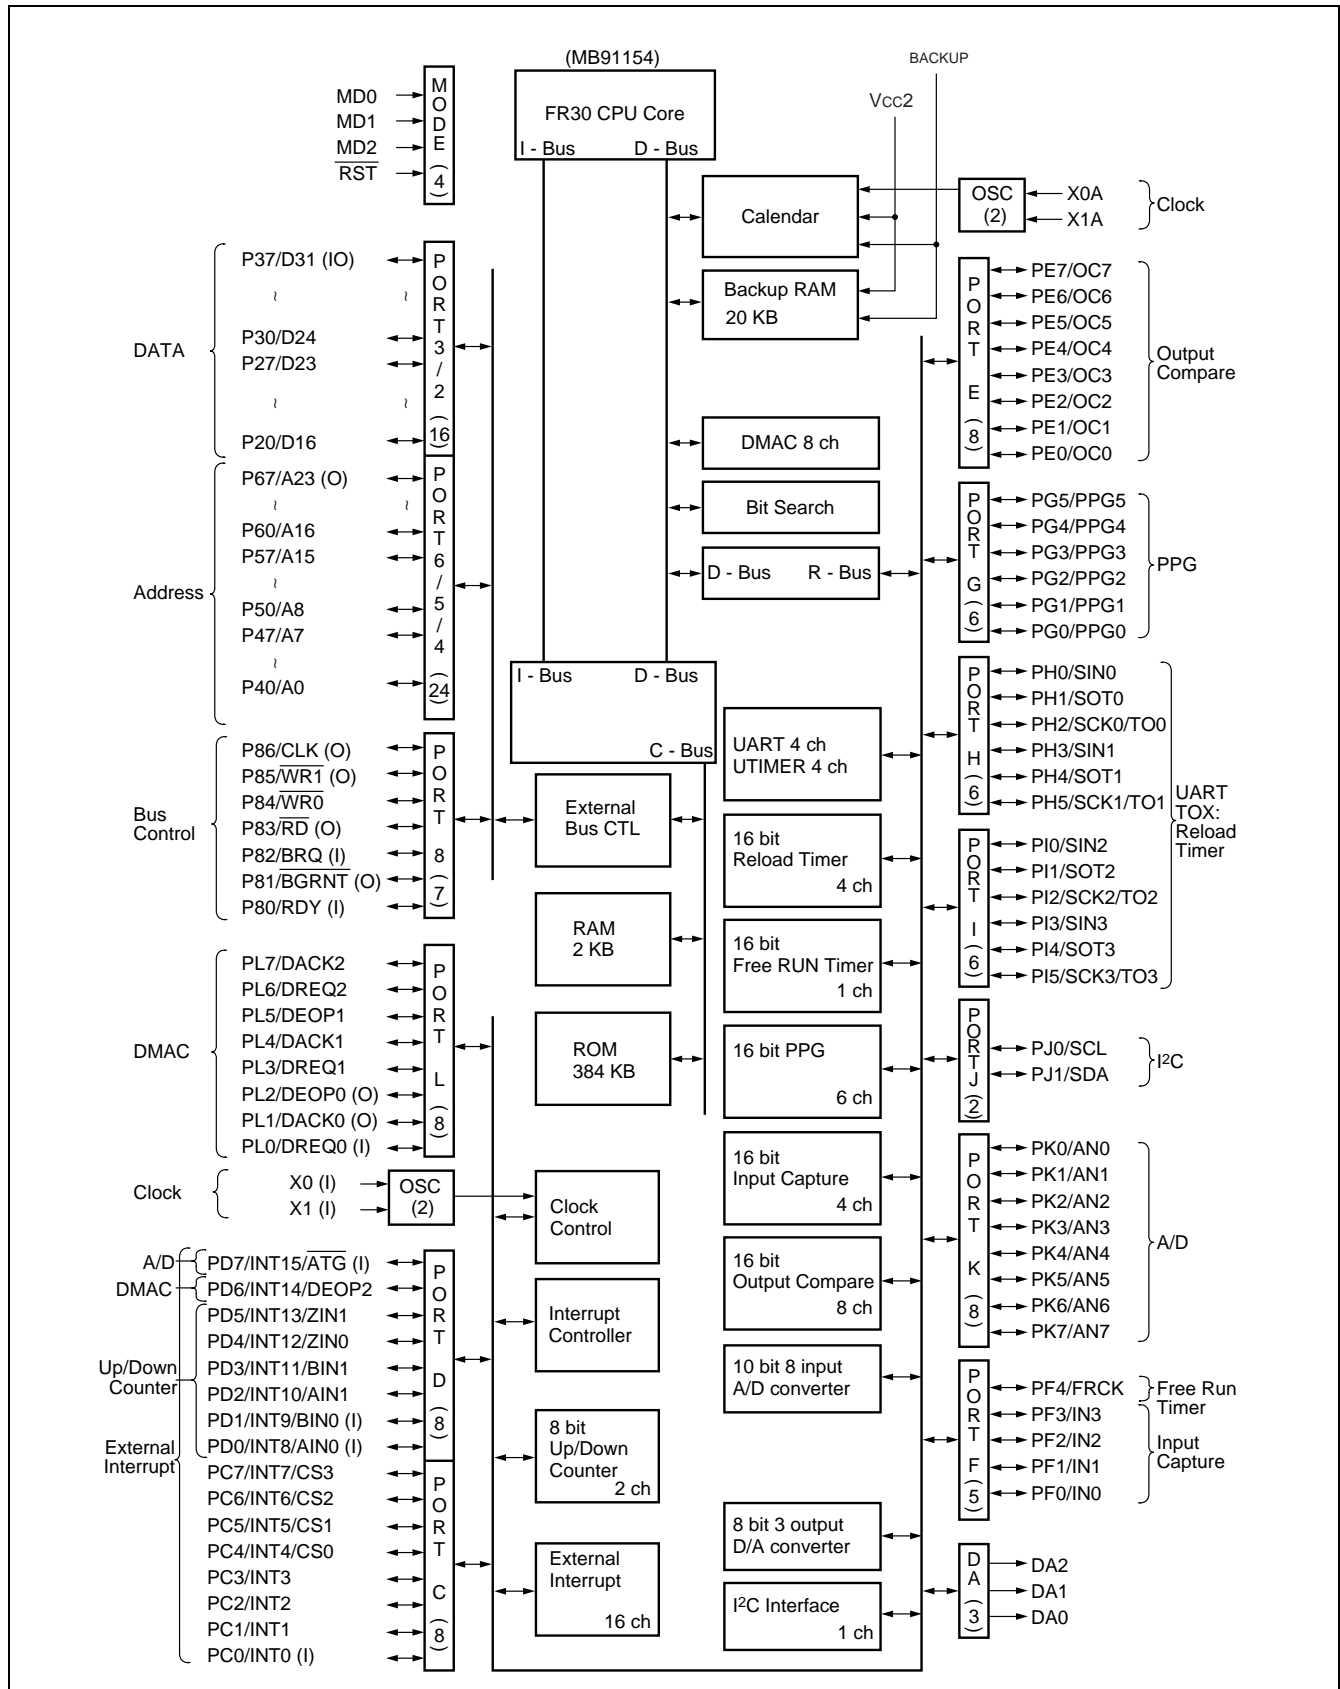 (MB91154)
BACKUP
Vcc2
FR30 CPU Core
I - Bus D - Bus
MD0
MD1
MD2
RST
MODE (4)
Calendar
OSC
(2)
X0A
X1A
Clock
Backup RAM
20 KB
DATA
P37/D31 (IO)
~ ~
P30/D24
P27/D23
~ ~
P20/D16
PORT3/2 (16)
Address
P67/A23 (O)
~ ~
P60/A16
P57/A15
~
P50/A8
P47/A7
~
P40/A0
PORT6/5/4 (24)
DMAC 8 ch
Bit Search
D - Bus R - Bus
PORT E (8)
PE7/OC7
PE6/OC6
PE5/OC5
PE4/OC4
PE3/OC3
PE2/OC2
PE1/OC1
PE0/OC0
Output
Compare
PORT G (6)
PG5/PPG5
PG4/PPG4
PG3/PPG3
PG2/PPG2
PG1/PPG1
PG0/PPG0
PPG
I - Bus D - Bus
C - Bus
Bus
Control
P86/CLK (O)
P85/WR1 (O)
P84/WR0
P83/RD (O)
P82/BRQ (I)
P81/BGRNT (O)
P80/RDY (I)
PORT 8 (7)
External
Bus CTL
RAM
2 KB
ROM
384 KB
UART 4 ch
UTIMER 4 ch
16 bit
Reload Timer
4 ch
16 bit
Free RUN Timer
1 ch
16 bit PPG
6 ch
16 bit
Input Capture
4 ch
16 bit
Output Compare
8 ch
10 bit 8 input
A/D converter
8 bit 3 output
D/A converter
I2C Interface
1 ch
PORT H (6)
PH0/SIN0
PH1/SOT0
PH2/SCK0/TO0
PH3/SIN1
PH4/SOT1
PH5/SCK1/TO1
PORT I (6)
PI0/SIN2
PI1/SOT2
PI2/SCK2/TO2
PI3/SIN3
PI4/SOT3
PI5/SCK3/TO3
UART
TOX:
Reload
Timer
PORTJ (2)
PJ0/SCL
PJ1/SDA
I2C
PORT K (8)
PK0/AN0
PK1/AN1
PK2/AN2
PK3/AN3
PK4/AN4
PK5/AN5
PK6/AN6
PK7/AN7
A/D
PORT F (5)
PF4/FRCK
PF3/IN3
PF2/IN2
PF1/IN1
PF0/IN0
Free Run
Timer
Input
Capture
DA (3)
DA2
DA1
DA0
DMAC
PL7/DACK2
PL6/DREQ2
PL5/DEOP1
PL4/DACK1
PL3/DREQ1
PL2/DEOP0 (O)
PL1/DACK0 (O)
PL0/DREQ0 (I)
PORT L (8)
Clock
X0 (I)
X1 (I)
OSC
(2)
Clock
Control
Interrupt
Controller
8 bit
Up/Down
Counter
2 ch
External
Interrupt
16 ch
A/D
DMAC
Up/Down
Counter
External
Interrupt
PD7/INT15/ATG (I)
PD6/INT14/DEOP2
PD5/INT13/ZIN1
PD4/INT12/ZIN0
PD3/INT11/BIN1
PD2/INT10/AIN1
PD1/INT9/BIN0 (I)
PD0/INT8/AIN0 (I)
PORT D (8)
PC7/INT7/CS3
PC6/INT6/CS2
PC5/INT5/CS1
PC4/INT4/CS0
PC3/INT3
PC2/INT2
PC1/INT1
PC0/INT0 (I)
PORT C (8)